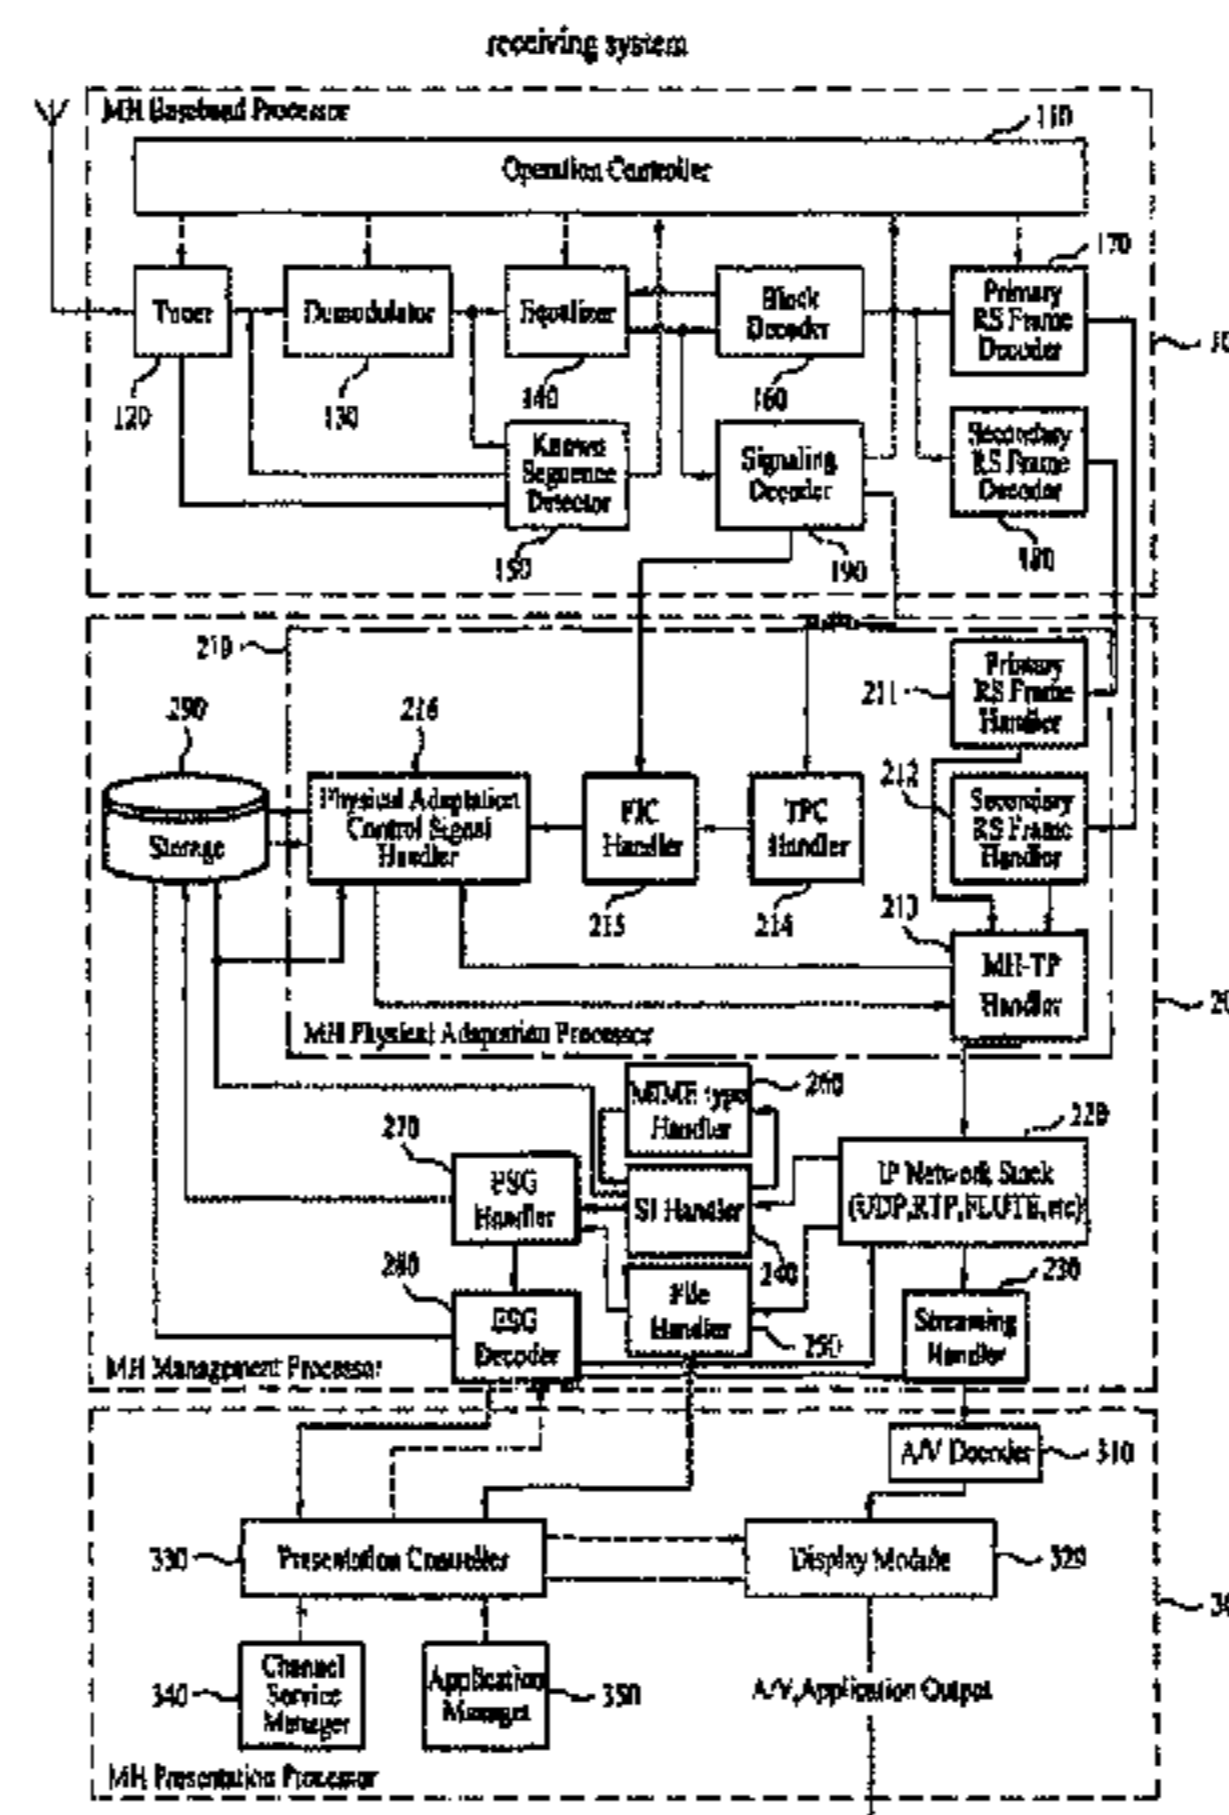 receiving system
MH Baseband Processor
110
Operation Controller
170
Tuner
Demodulator
Equalizer
Block
Decoder
Primary
RS Frame
Decoder
120
130
140
160
Known
Sequence
Detector
Signaling
Decoder
Secondary
RS Frame
Decoder
150
190
180
210
Primary
RS Frame
Handler
211
290
216
212
Physical Adaptation
Control Signal
Handler
FIC
Handler
TPC
Handler
Secondary
RS Frame
Handler
Storage
215
214
213
MH-TP
Handler
MH Physical Adaptation Processor
MIME type
Handler
260
270
220
ESG
Handler
SI Handler
IP Network Stack
(UDP,RTP,FLUTE,etc)
280
240
230
ESG
Decoder
File
Handler
250
Streaming
Handler
MH Management Processor
A/V Decoder
310
330
Presentation Controller
Display Module
320
340
Channel
Service
Manager
Application
Manager
350
A/V,Application Output
MH Presentation Processor